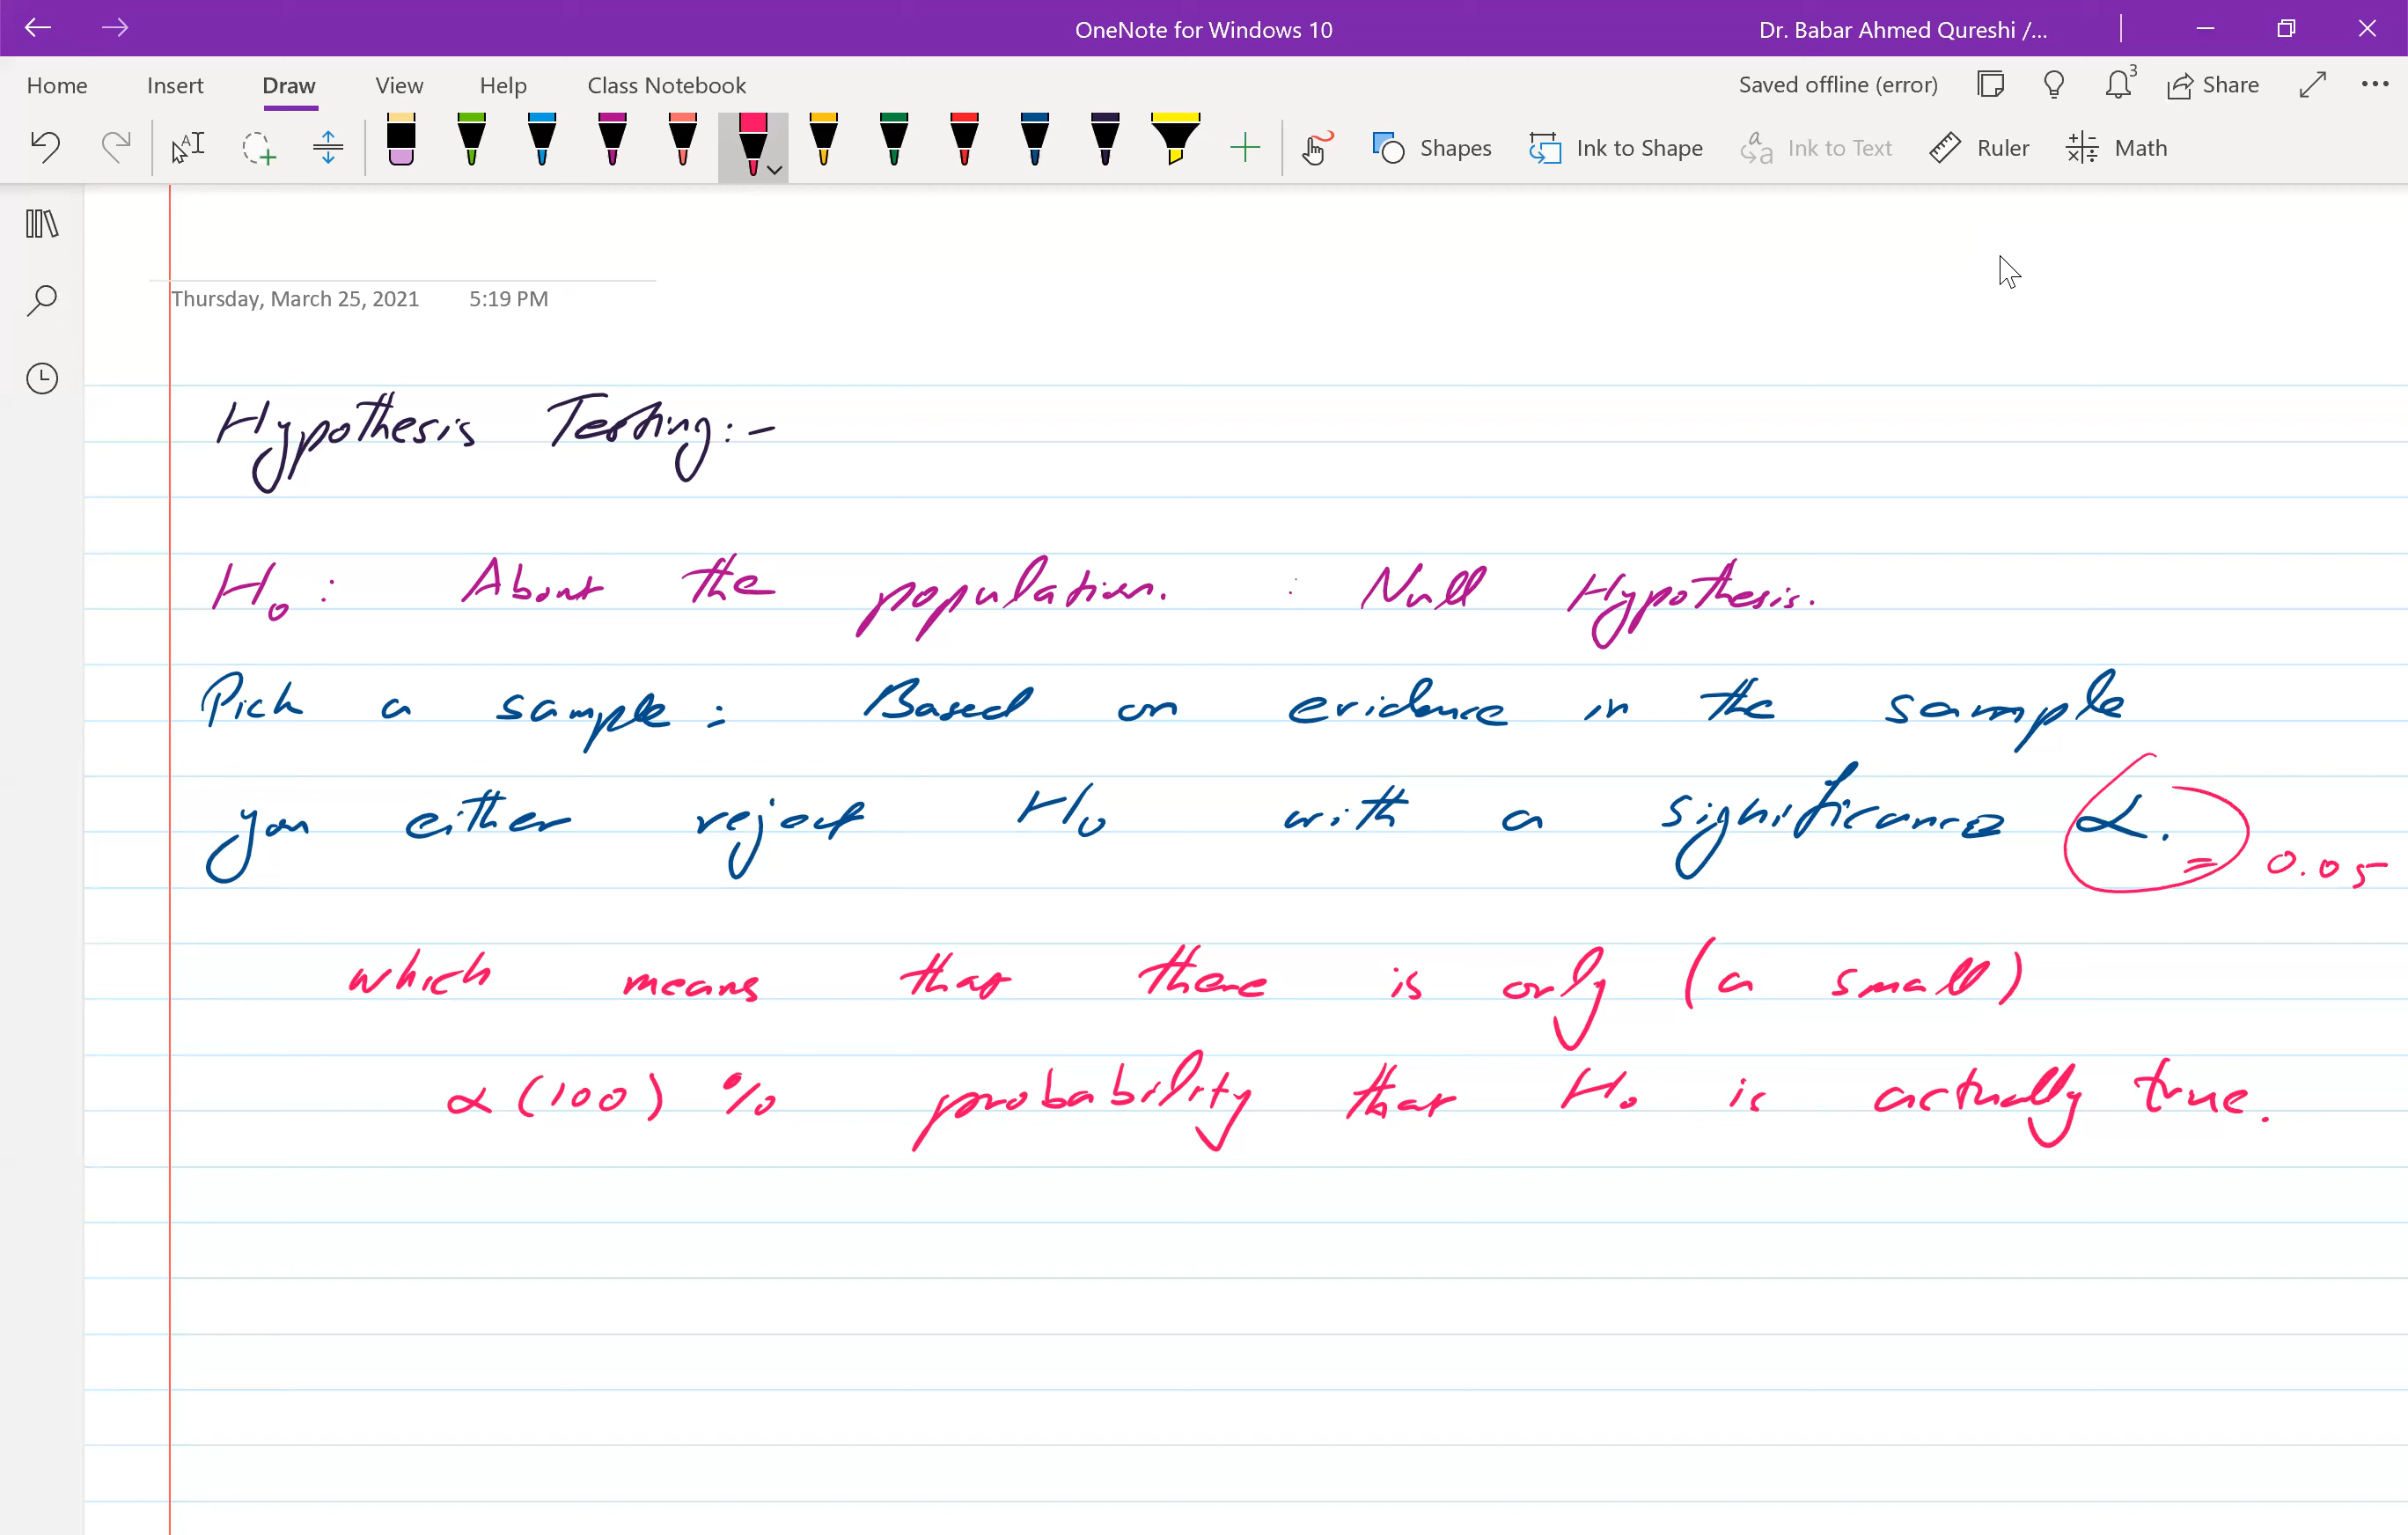 OneNote for Windows 10 Dr. Babar Ahmed Qureshi /...
Home Insert Draw View Help Class Notebook Saved offline (error) 3 Share
Shapes Ink to Shape Ink to Text Ruler Math
Thursday, March 25, 2021 5:19 PM
Hypothesis Testing:-
H₀: About the population. : Null Hypothesis.
Pick a sample: Based on evidence in the sample
you either reject H₀ with a significance α. = 0.05
which means that there is only (a small)
α(100) % probability that H₀ is actually true.